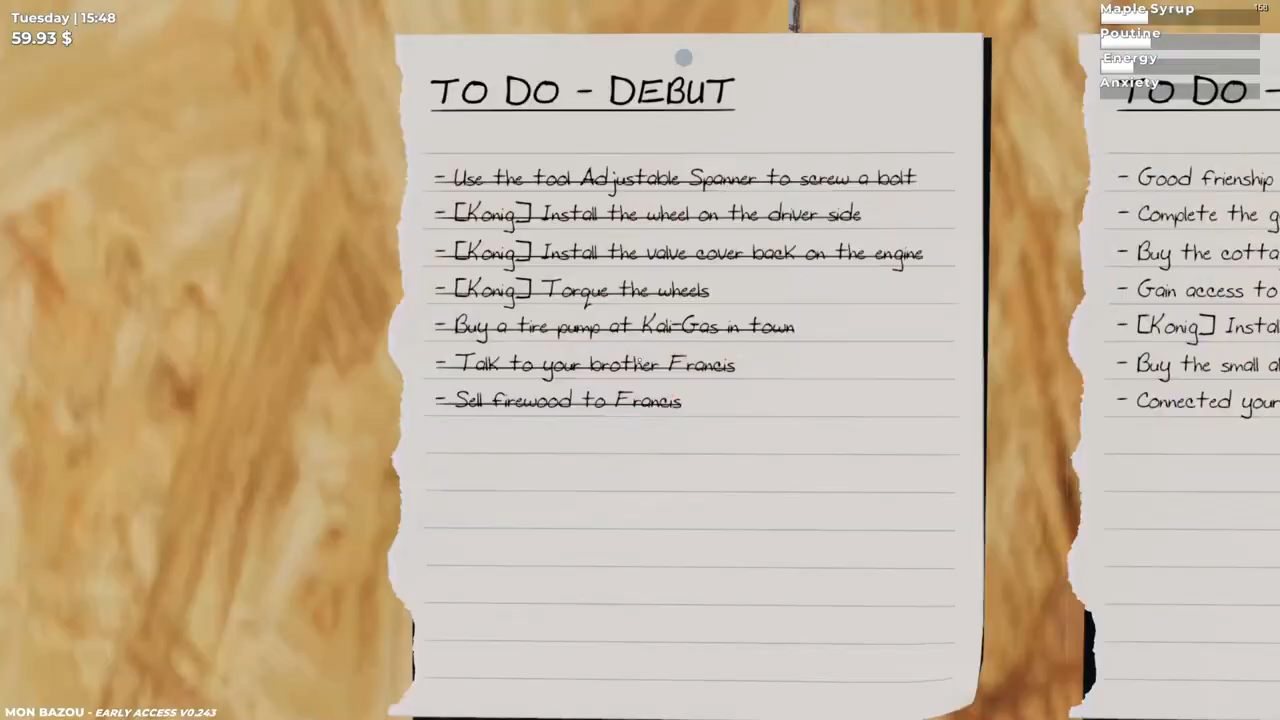 Tuesday | 15:48
59.93 $
Maple Syrup
Poutine
Energy
Anxiety
168
TO DO - DEBUT
- Use the tool Adjustable Spanner to screw a bolt
- [Konig] Install the wheel on the driver side
- [Konig] Install the valve cover back on the engine
- [Konig] Torque the wheels
- Buy a tire pump at Kali-Gas in town
- Talk to your brother Francis
- Sell firewood to Francis
TO DO -
- Good frienship
- Complete the g
- Buy the cotta
- Gain access to
- [Konig] Instal
- Buy the small a
- Connected your
MON BAZOU - EARLY ACCESS V0.243